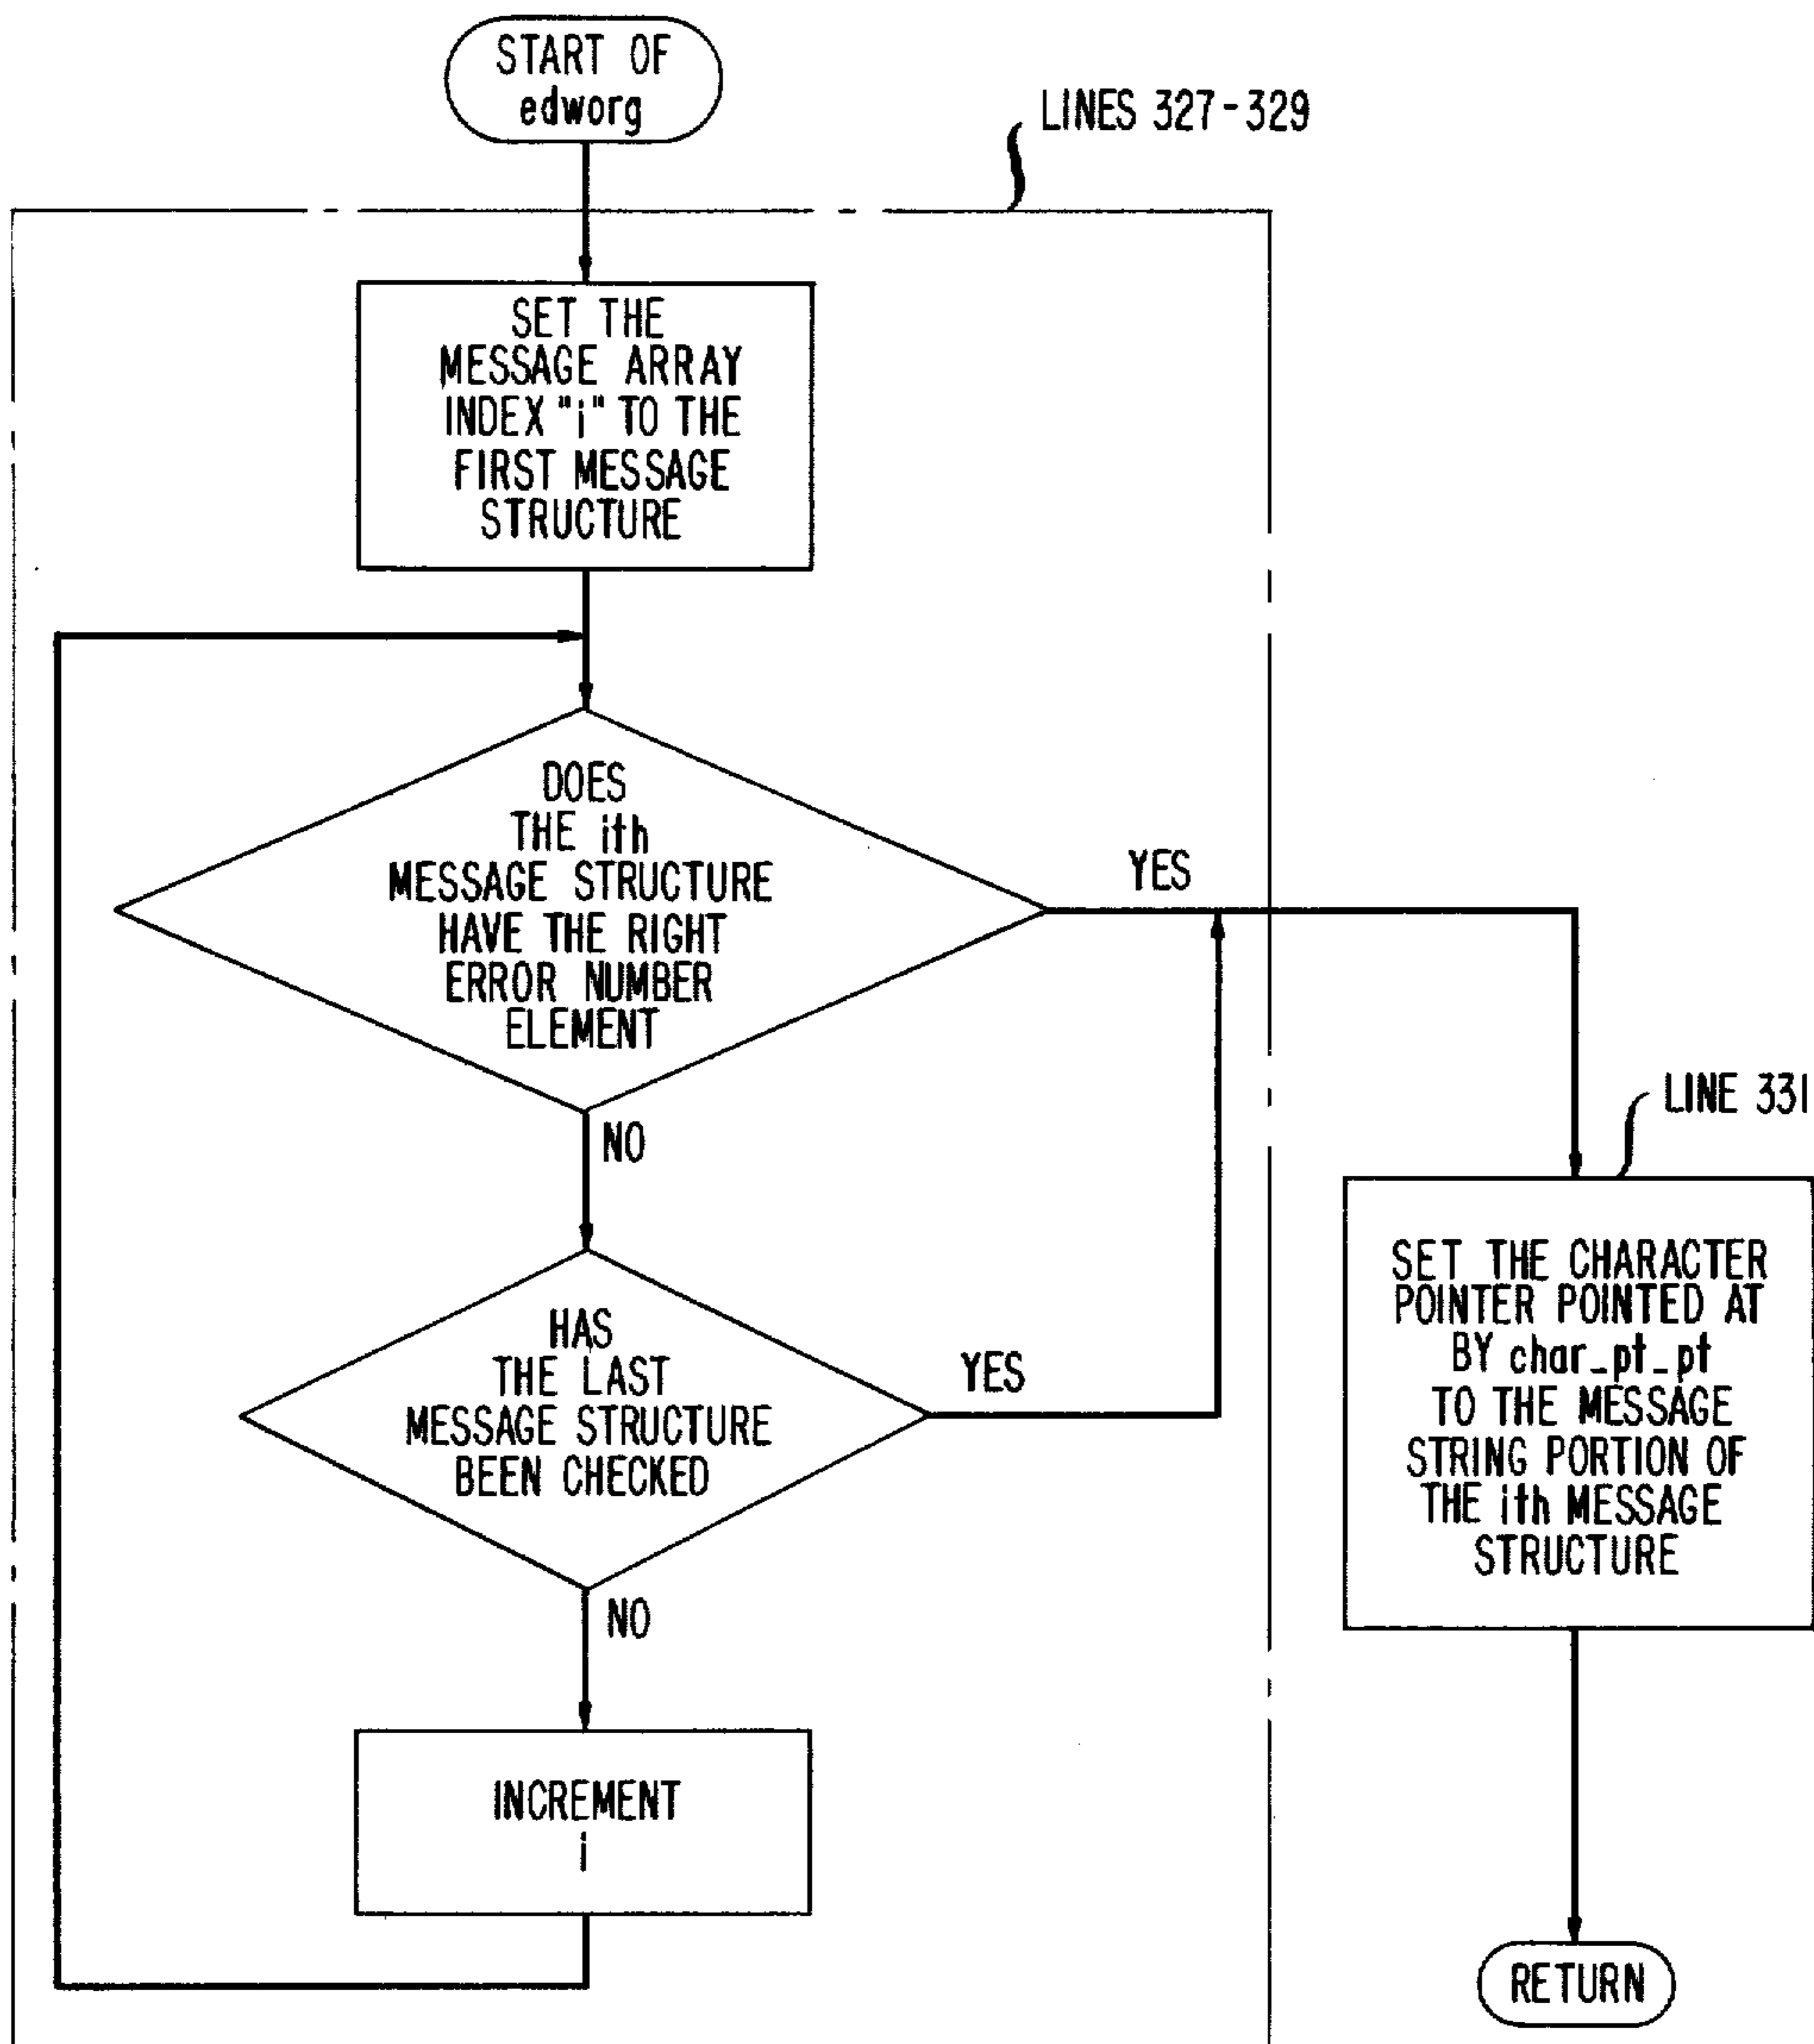 START OF
edworg
LINES 327-329
SET THE
MESSAGE ARRAY
INDEX "i" TO THE
FIRST MESSAGE
STRUCTURE
DOES
THE ith
MESSAGE STRUCTURE
HAVE THE RIGHT
ERROR NUMBER
ELEMENT
YES
NO
HAS
THE LAST
MESSAGE STRUCTURE
BEEN CHECKED
YES
NO
INCREMENT
i
LINE 331
SET THE CHARACTER
POINTER POINTED AT
BY char_pt_pt
TO THE MESSAGE
STRING PORTION OF
THE ith MESSAGE
STRUCTURE
RETURN